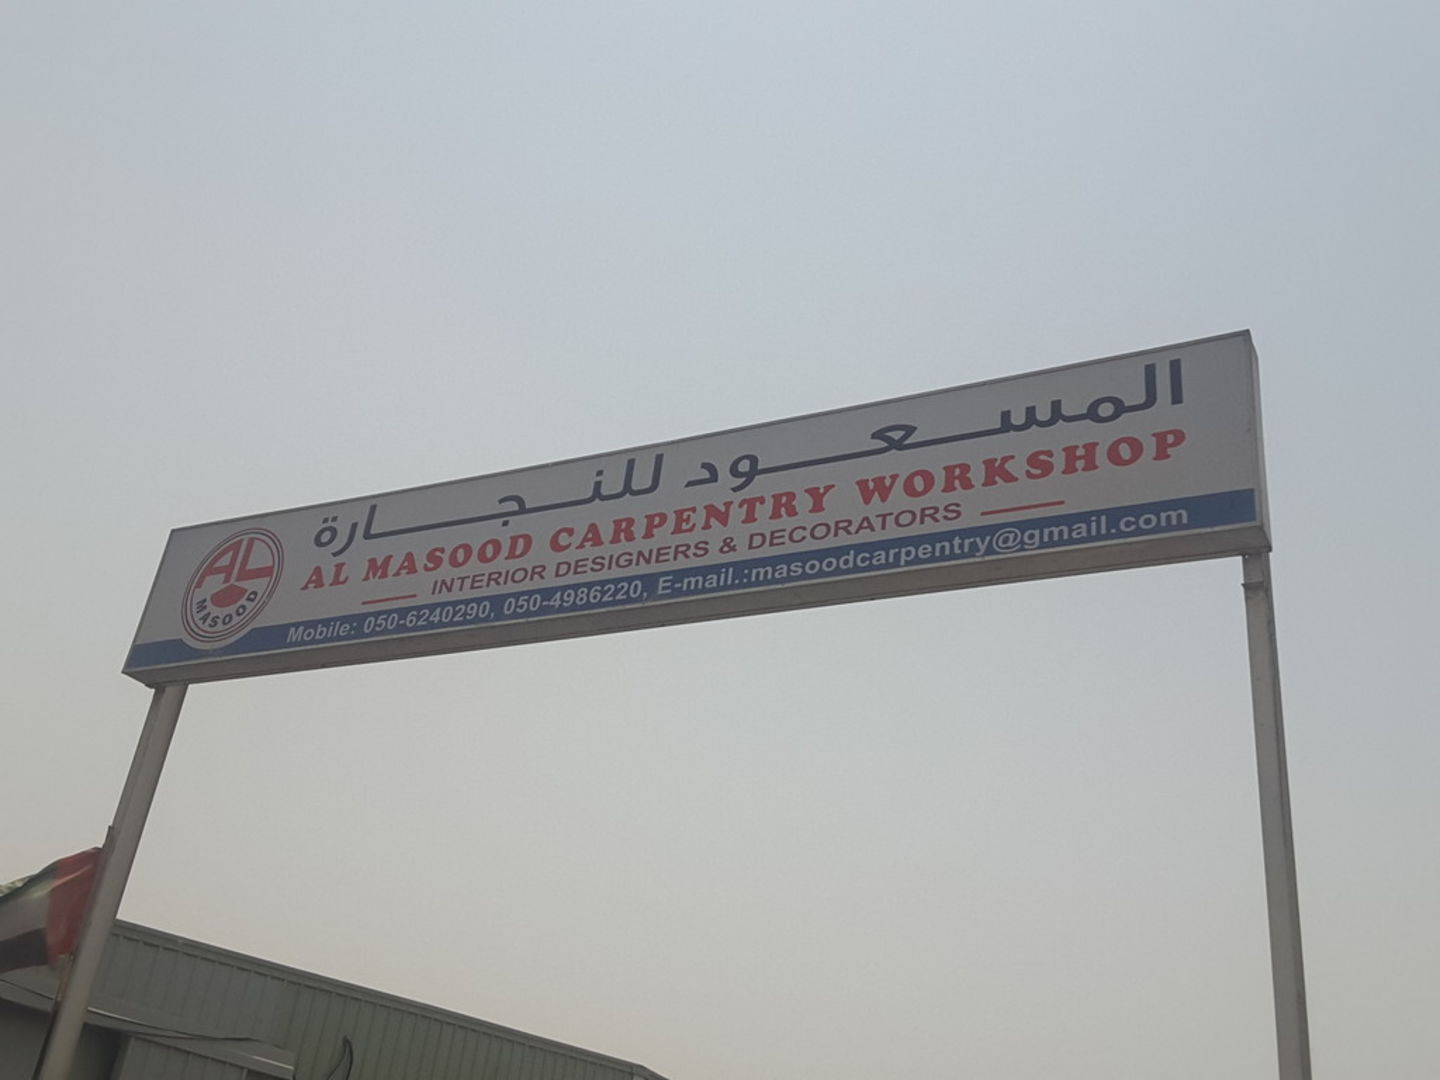 المسعود للنجارة
AL MASOOD CARPENTRY WORKSHOP
INTERIOR DESIGNERS & DECORATORS
Mobile: 050-6240290, 050-4986220, E-mail.:masoodcarpentry@gmail.com
AL
MASOOD